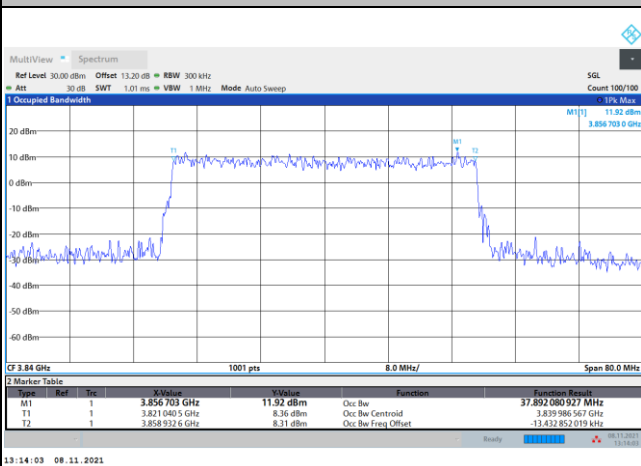 MultiView Spectrum
Ref Level 30.00 dBm Offset 13.20 dB RBW 300 kHz SGL
Att 30 dB SWT 1.01 ms VBW 1 MHz Mode Auto Sweep Count 100/100
1 Occupied Bandwidth 1Pk Max
M1[1] 11.92 dBm
3.856 703 0 GHz
20 dBm
M1
T1 T2
10 dBm
0 dBm
-10 dBm
-20 dBm
-30 dBm
-40 dBm
-50 dBm
-60 dBm
CF 3.84 GHz 1001 pts 8.0 MHz/ Span 80.0 MHz
2 Marker Table
Type Ref Trc X-Value Y-Value Function Function Result
M1 1 3.856 703 GHz 11.92 dBm Occ Bw 37.892 080 927 MHz
T1 1 3.821 040 5 GHz 8.36 dBm Occ Bw Centroid 3.839 986 567 GHz
T2 1 3.858 932 6 GHz 8.31 dBm Occ Bw Freq Offset -13.432 852 019 kHz
Ready 08.11.2021
13:14:03
13:14:03 08.11.2021